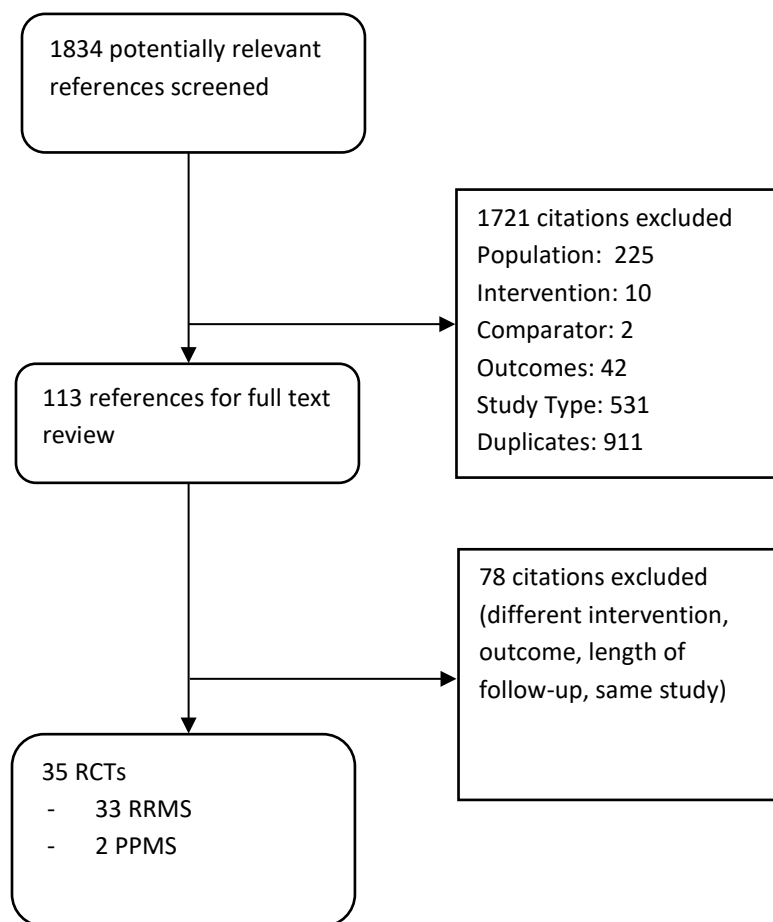 1834 potentially relevant
references screened
1721 citations excluded
Population:  225
Intervention: 10
Comparator: 2
Outcomes: 42
Study Type: 531
Duplicates: 911
113 references for full text
review
78 citations excluded
(different intervention,
outcome, length of
follow-up, same study)
35 RCTs
- 33 RRMS
- 2 PPMS